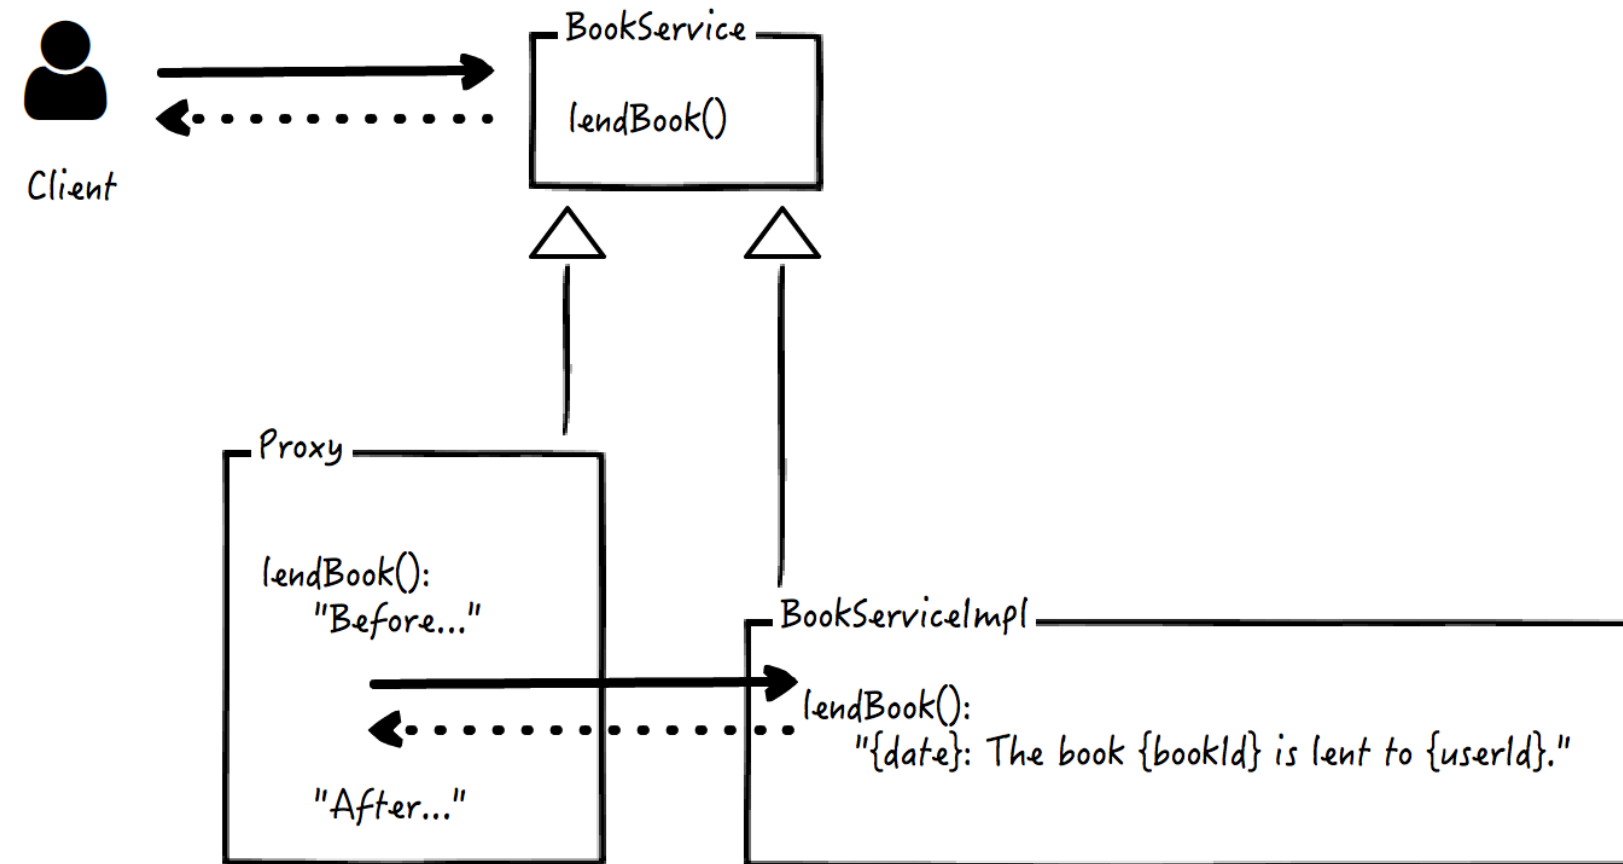 BookService
lendBook()
Client
Proxy
lendBook():
"Before..."
"After..."
BookServiceImpl
lendBook():
"{date}: The book {bookId} is lent to {userId}."